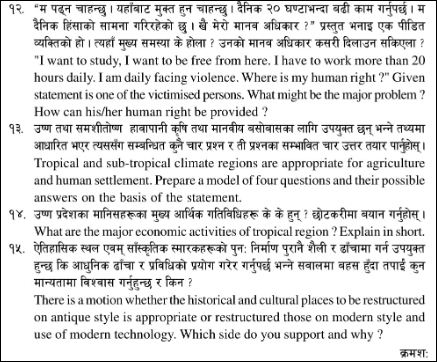 १२. "म पढ्न चाहन्छु । यहाँबाट मुक्त हुन चाहन्छु । दैनिक २० घण्टाभन्दा बढी काम गर्नुपर्छ । म
दैनिक हिंसाको सामना गरिरहेको छु । खै मेरो मानव अधिकार ?" प्रस्तुत भनाइ एक पीडित
व्यक्तिको हो । त्यहाँ मुख्य समस्या के होला ? उनको मानव अधिकार कसरी दिलाउन सकिएला ?
"I want to study, I want to be free from here. I have to work more than 20
hours daily. I am daily facing violence. Where is my human right ?" Given
statement is one of the victimised persons. What might be the major problem ?
How can his/her human right be provided ?
१३. उष्ण तथा समशीतोष्ण हावापानी कृषि तथा मानवीय बसोबासका लागि उपयुक्त छन् भन्ने तथ्यमा
आधारित भएर त्यससँग सम्बन्धित कुनै चार प्रश्न र ती प्रश्नका सम्भावित चार उत्तर तयार पार्नुहोस् ।
Tropical and sub-tropical climate regions are appropriate for agriculture
and human settlement. Prepare a model of four questions and their possible
answers on the basis of the statement.
१४. उष्ण प्रदेशका मानिसहरूका मुख्य आर्थिक गतिविधिहरू के के हुन् ? छोटकरीमा बयान गर्नुहोस् ।
What are the major economic activities of tropical region ? Explain in short.
१५. ऐतिहासिक स्थल एवम् साँस्कृतिक स्मारकहरूको पुन: निर्माण पुरानै शैली र ढाँचामा गर्न उपयुक्त
हुन्छ कि आधुनिक ढाँचा र प्रविधिको प्रयोग गरेर गर्नुपर्छ भन्ने सवालमा बहस हुँदा तपाईं कुन
मान्यतामा विश्वास गर्नुहुन्छ र किन ?
There is a motion whether the historical and cultural places to be restructured
on antique style is appropriate or restructured those on modern style and
use of modern technology. Which side do you support and why ?
क्रमश: